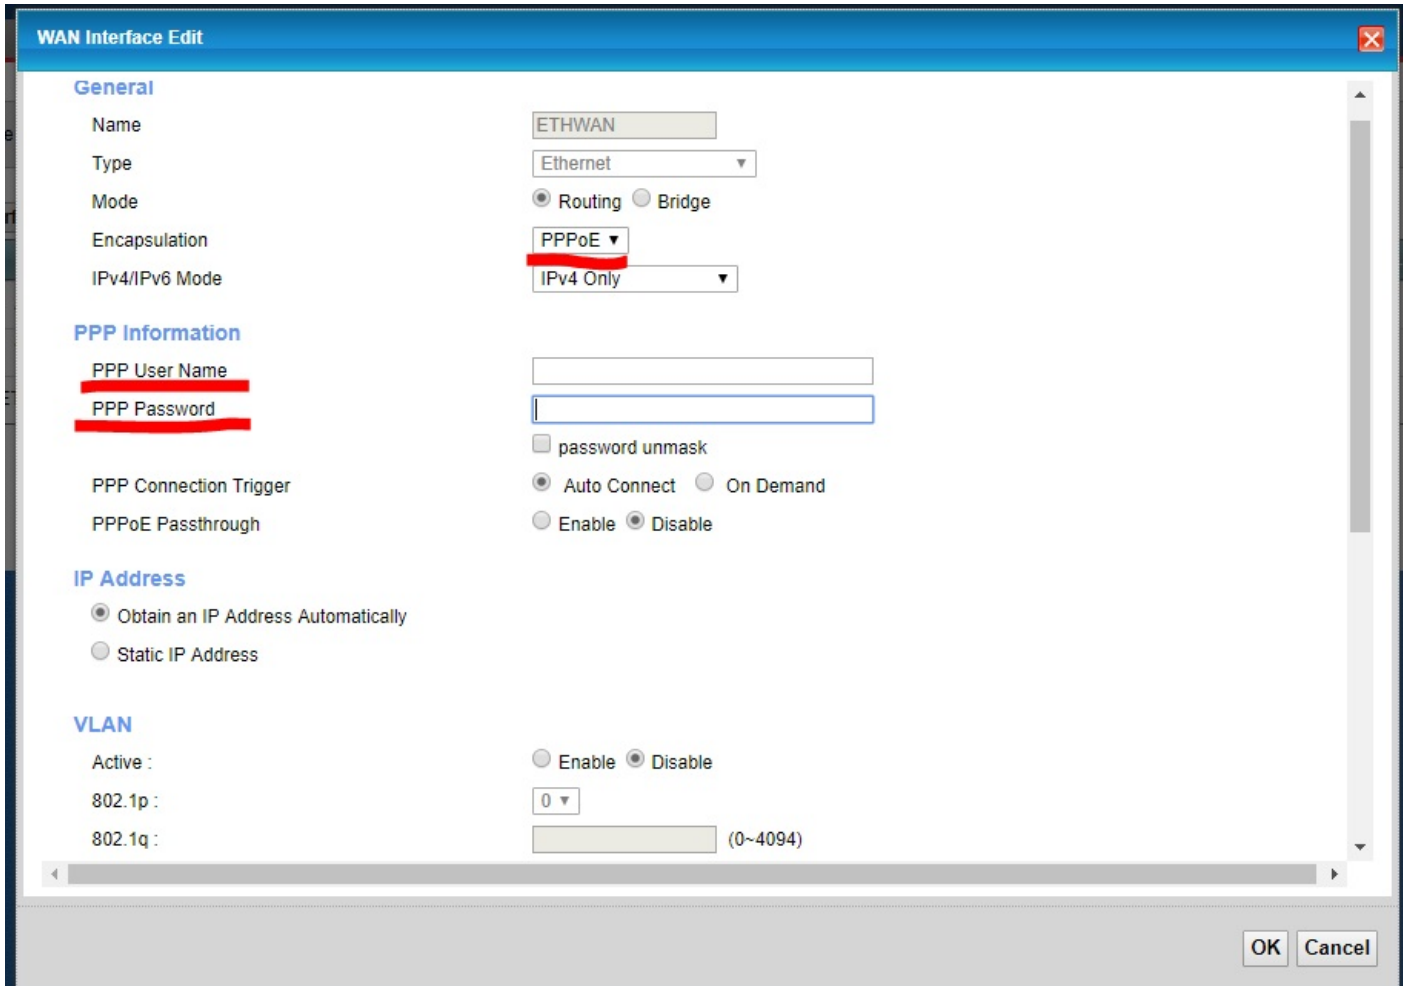 WAN Interface Edit
General
Name ETHWAN
Type Ethernet
Mode Routing Bridge
Encapsulation PPPoE
IPv4/IPv6 Mode IPv4 Only
PPP Information
PPP User Name
PPP Password
password unmask
PPP Connection Trigger Auto Connect On Demand
PPPoE Passthrough Enable Disable
IP Address
Obtain an IP Address Automatically
Static IP Address
VLAN
Active : Enable Disable
802.1p : 0
802.1q : (0~4094)
OK Cancel